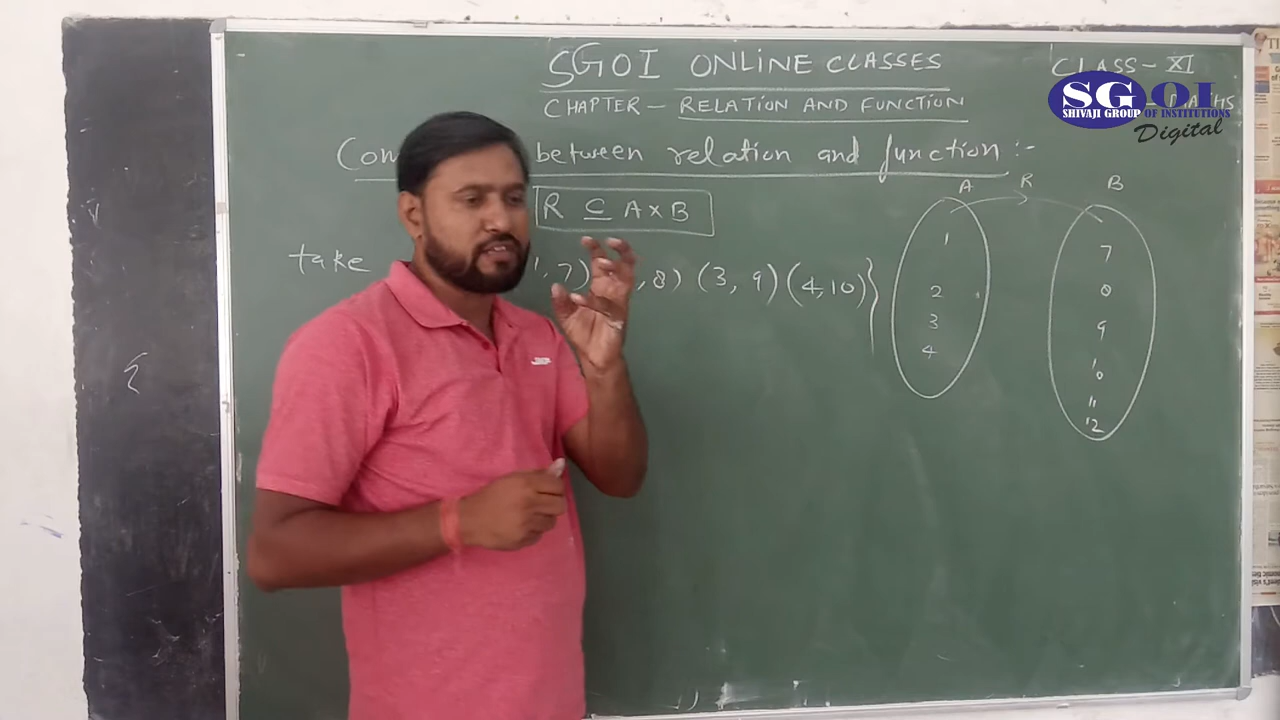 SGOI ONLINE CLASSES
CLASS - XI
CHAPTER - RELATION AND FUNCTION
SGOI
SHIVAJI GROUP OF INSTITUTIONS
Digital
between relation and function :-
R ⊆ A×B
A R B
take
, 7) , 8) (3, 9) (4, 10)}
1
2
3
4
7
8
9
10
11
12